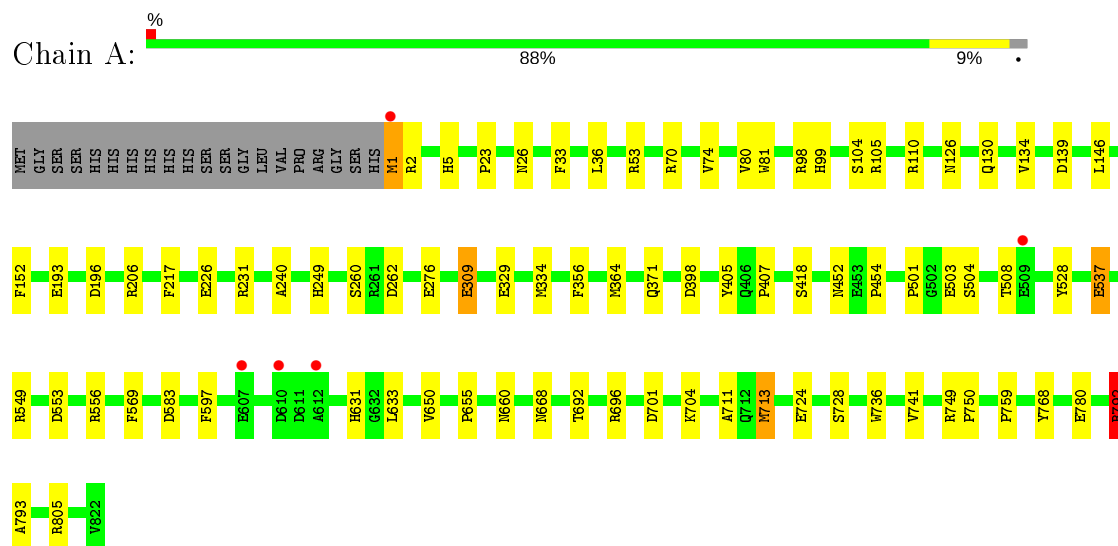 %
Chain A:
88% 9% •
MET GLY SER SER HIS HIS HIS HIS HIS HIS SER SER GLY LEU VAL PRO ARG GLY SER HIS M1 R2 H5 P23 N26 F33 L36 R53 R70 V74 V80 W81 R98 H99 S104 R105 R110 N126 Q130 V134 D139 L146
F152 E193 D196 R206 F217 E226 R231 A240 H249 S260 R261 D262 E276 E309 E329 M334 F356 M364 Q371 D398 Y405 Q406 P407 S418 N452 E453 P454 P501 G502 E503 S504 T508 E509 Y528 E537
R549 D553 R556 F569 D583 F597 E607 D610 D611 A612 H631 G632 L633 V650 P655 N660 N668 T692 R696 D701 K704 A711 Q712 M713 E724 S728 W736 V741 R749 P750 P759 Y768 E780
A793 R805 V822